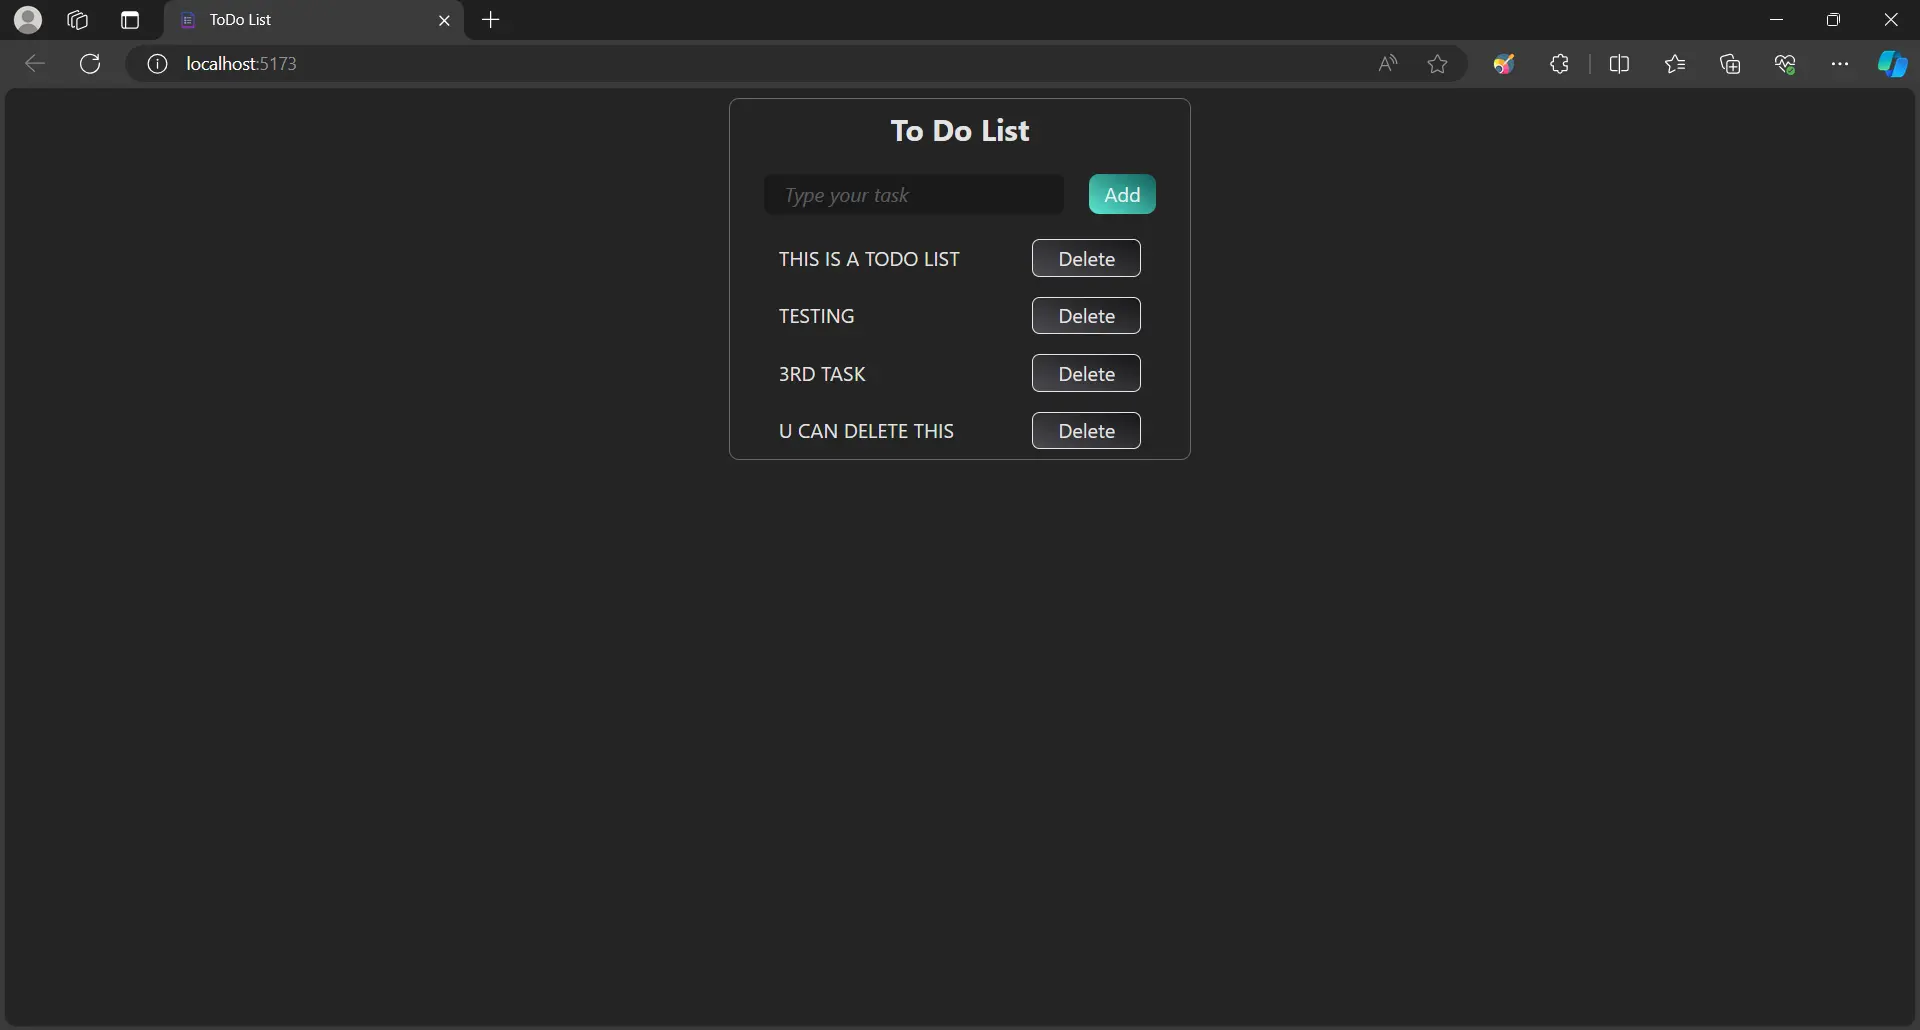 ToDo List
localhost:5173
To Do List
Type your task
Add
THIS IS A TODO LIST
Delete
TESTING
Delete
3RD TASK
Delete
U CAN DELETE THIS
Delete